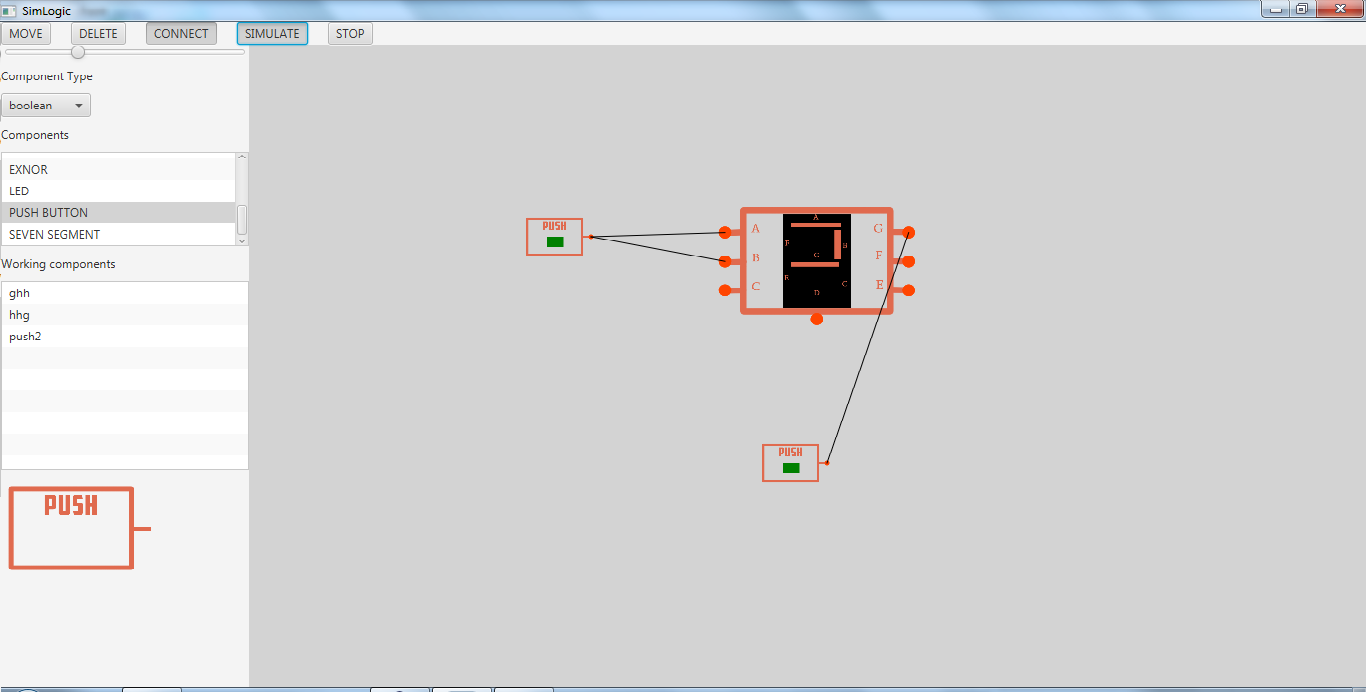 SimLogic
MOVE DELETE CONNECT SIMULATE STOP
Component Type
boolean
Components
EXNOR
LED
PUSH BUTTON
SEVEN SEGMENT
Working components
ghh
hhg
push2
PUSH
PUSH
A
B
C
A
F
B
G
E
C
D
G
F
E
PUSH